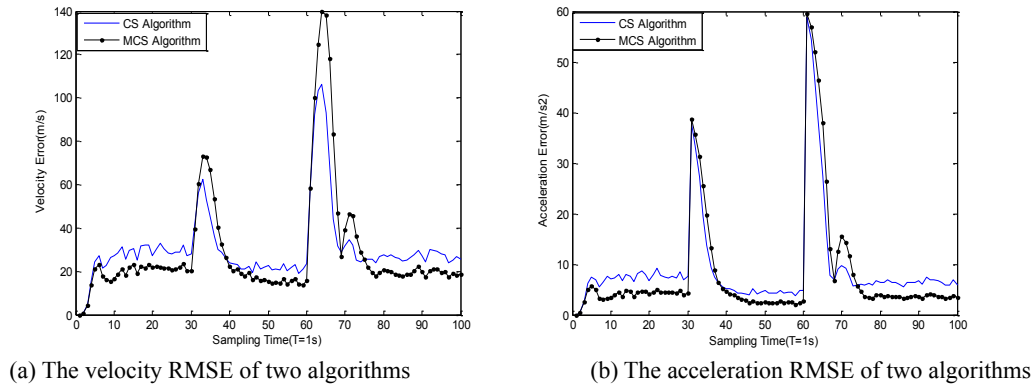 CS Algorithm
MCS Algorithm
140
120
100
80
60
40
20
0
Velocity Error(m/s)
0 10 20 30 40 50 60 70 80 90 100
Sampling Time(T=1s)
(a) The velocity RMSE of two algorithms
CS Algorithm
MCS Algorithm
60
50
40
30
20
10
0
Acceleration Error(m/s2)
0 10 20 30 40 50 60 70 80 90 100
Sampling Time(T=1s)
(b) The acceleration RMSE of two algorithms